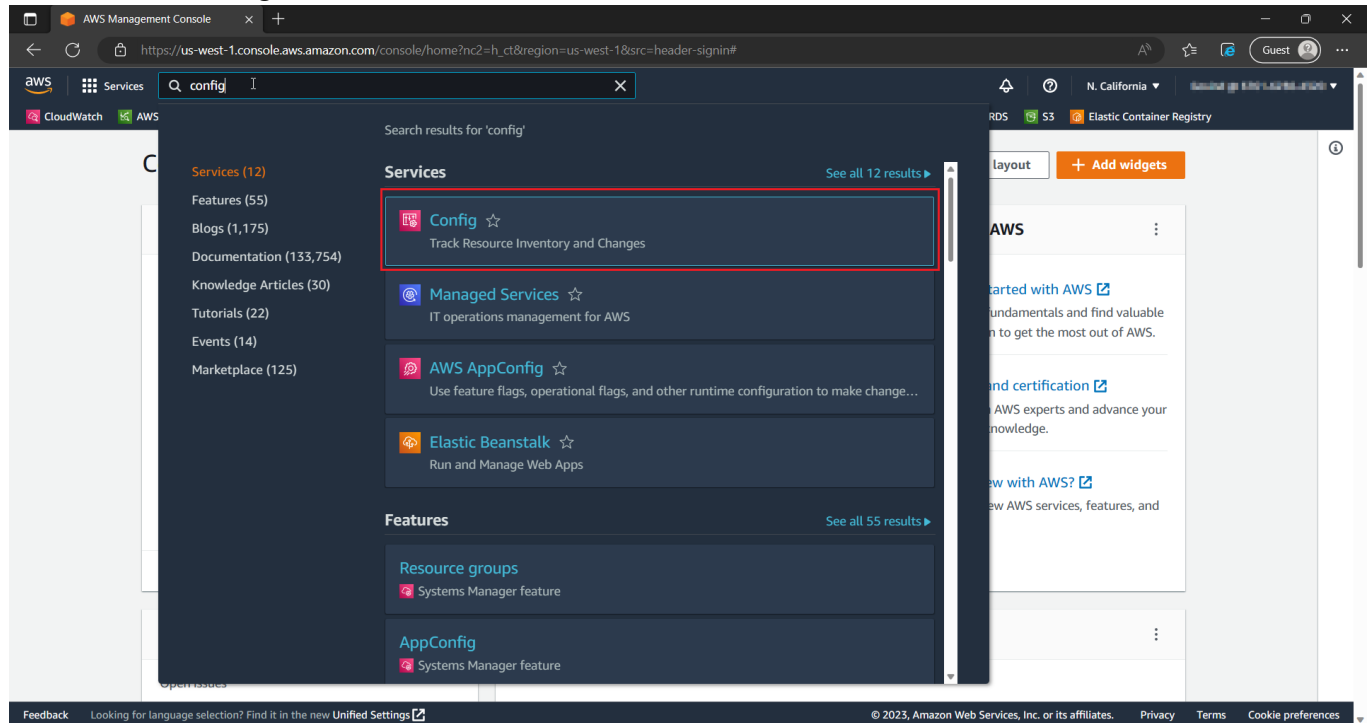 AWS Management Console
https://us-west-1.console.aws.amazon.com/console/home?nc2=h_ct&region=us-west-1&src=header-signin#
Guest
aws
Services
config
N. California
CloudWatch
AWS
RDS
S3
Elastic Container Registry
Search results for 'config'
C
layout
+ Add widgets
Services (12)
Features (55)
Blogs (1,175)
Documentation (133,754)
Knowledge Articles (30)
Tutorials (22)
Events (14)
Marketplace (125)
Services
See all 12 results
Config
Track Resource Inventory and Changes
Managed Services
IT operations management for AWS
AWS AppConfig
Use feature flags, operational flags, and other runtime configuration to make change...
Elastic Beanstalk
Run and Manage Web Apps
Features
See all 55 results
Resource groups
Systems Manager feature
AppConfig
Systems Manager feature
AWS
tarted with AWS
undamentals and find valuable
n to get the most out of AWS.
and certification
AWS experts and advance your
nowledge.
ew with AWS?
ew AWS services, features, and
Feedback
Looking for language selection? Find it in the new Unified Settings
© 2023, Amazon Web Services, Inc. or its affiliates.
Privacy
Terms
Cookie preferences